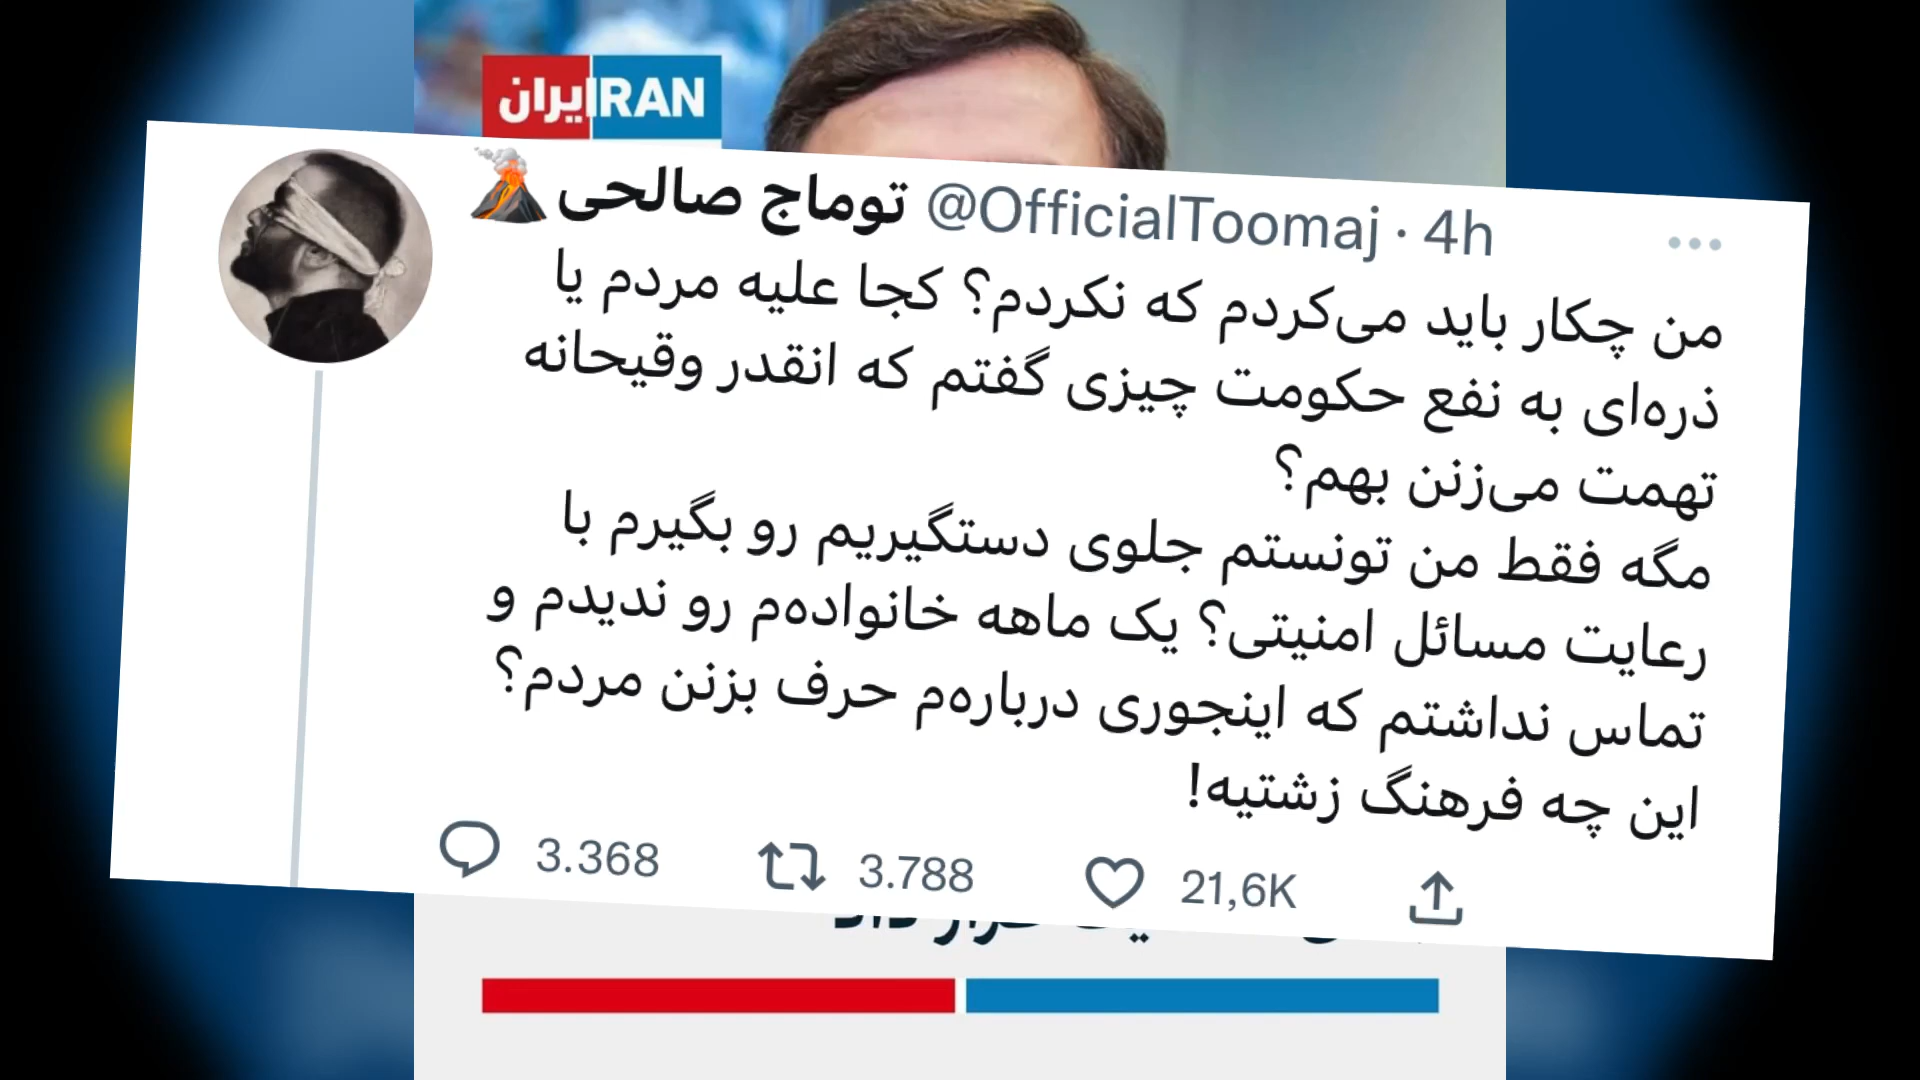 ایران IRAN
توماج صالحی @OfficialToomaj · 4h
من چکار باید می‌کردم که نکردم؟ کجا علیه مردم یا
ذره‌ای به نفع حکومت چیزی گفتم که انقدر وقیحانه
تهمت می‌زنن بهم؟
مگه فقط من تونستم جلوی دستگیریم رو بگیرم با
رعایت مسائل امنیتی؟ یک ماهه خانواده‌م رو ندیدم و
تماس نداشتم که اینجوری درباره‌م حرف بزنن مردم؟
این چه فرهنگ زشتیه!
3.368 3.788 21,6K